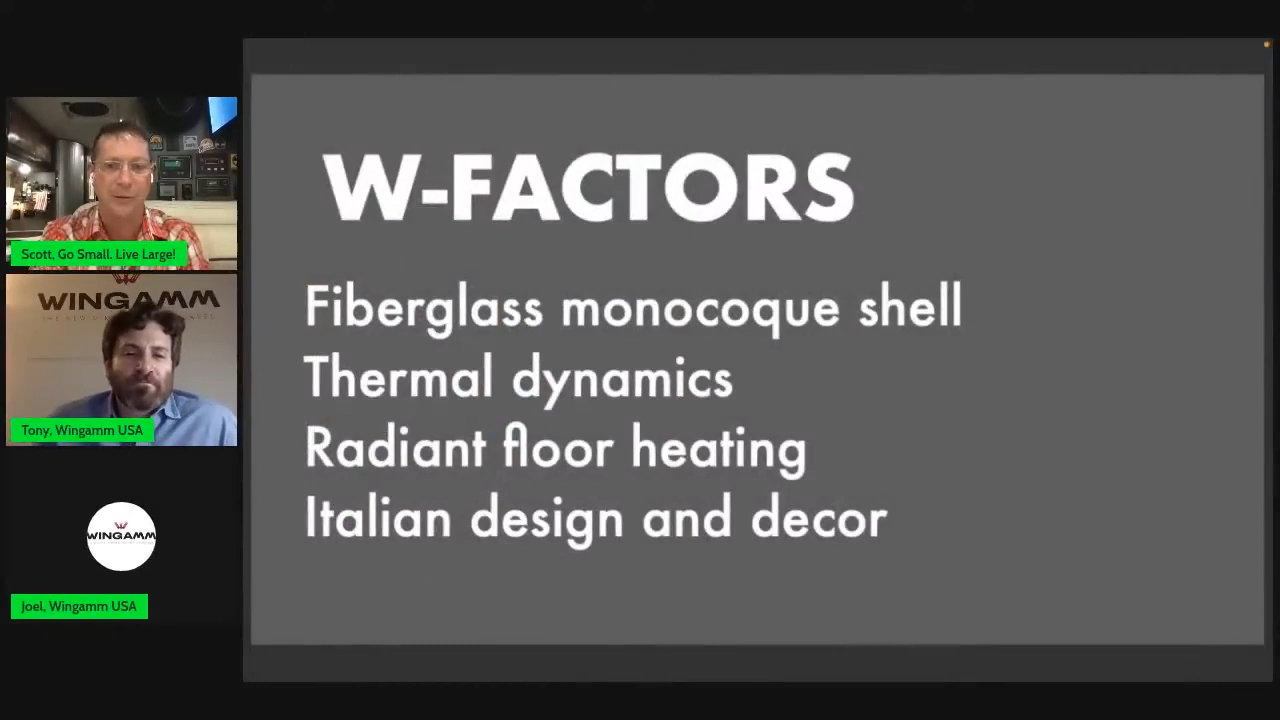 Scott, Go Small. Live Large!
WINGAMM
Tony, Wingamm USA
WINGAMM
Joel, Wingamm USA
W-FACTORS
Fiberglass monocoque shell
Thermal dynamics
Radiant floor heating
Italian design and decor